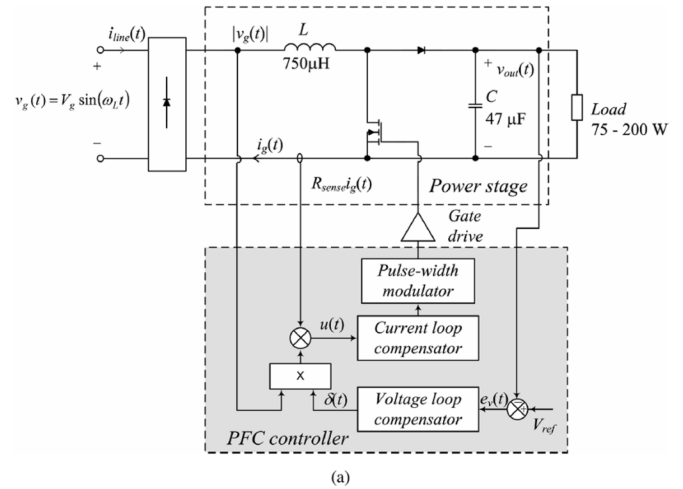 i_line(t)
|v_g(t)|
L
750µH
+
v_g(t)=V_g sin(ω_L t)
−
+
v_out(t)
C
47 µF
−
Load
75 - 200 W
i_g(t)
R_sense i_g(t)
Power stage
Gate
drive
Pulse-width
modulator
u(t)
Current loop
compensator
x
δ(t)
Voltage loop
compensator
e_v(t)
V_ref
PFC controller
(a)